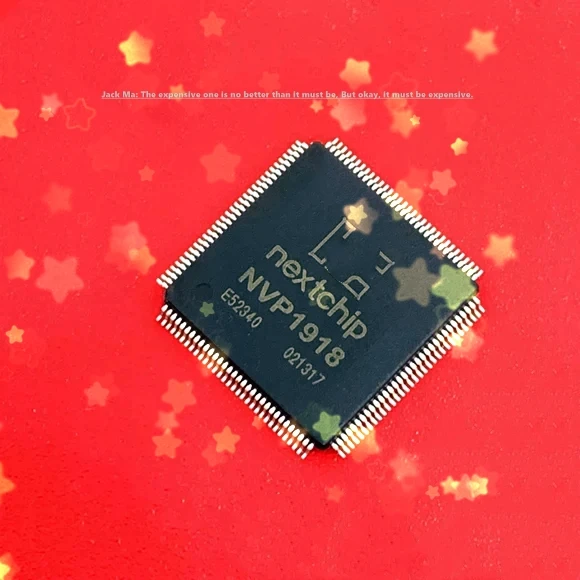 Jack Ma: The expensive one is no better than it must be. But okay, it must be expensive.
nextchip
NVP1918
E52340
021317